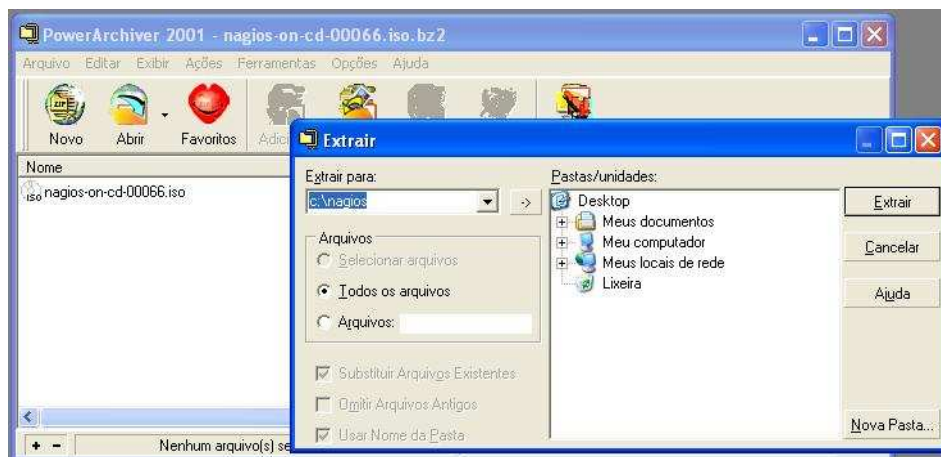 PowerArchiver 2001 - nagios-on-cd-00066.iso.bz2
Arquivo Editar Exibir Ações Ferramentas Opções Ajuda
Novo Abrir Favoritos
Nome
nagios-on-cd-00066.iso
Nenhum arquivo(s)
Extrair
Extrair para:
c:\nagios
->
Arquivos
Selecionar arquivos
Todos os arquivos
Arquivos:
Substituir Arquivos Existentes
Omitir Arquivos Antigos
Usar Nome da Pasta
Pastas/unidades:
Desktop
Meus documentos
Meu computador
Meus locais de rede
Lixeira
Extrair
Cancelar
Ajuda
Nova Pasta...